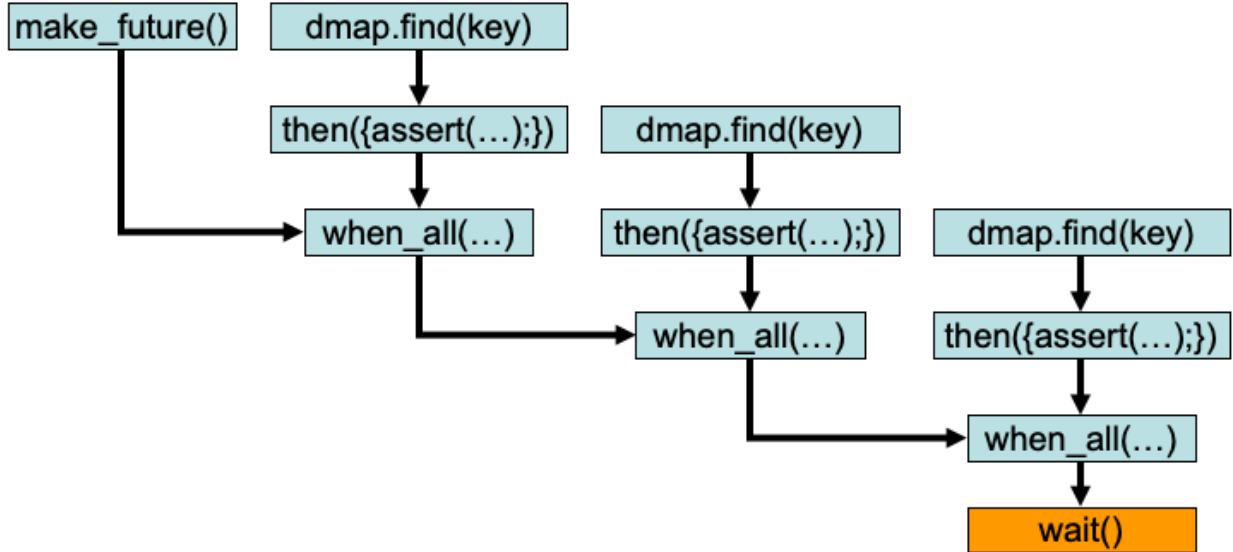 make_future()
dmap.find(key)
then({assert(…);})
dmap.find(key)
when_all(…)
then({assert(…);})
dmap.find(key)
when_all(…)
then({assert(…);})
when_all(…)
wait()